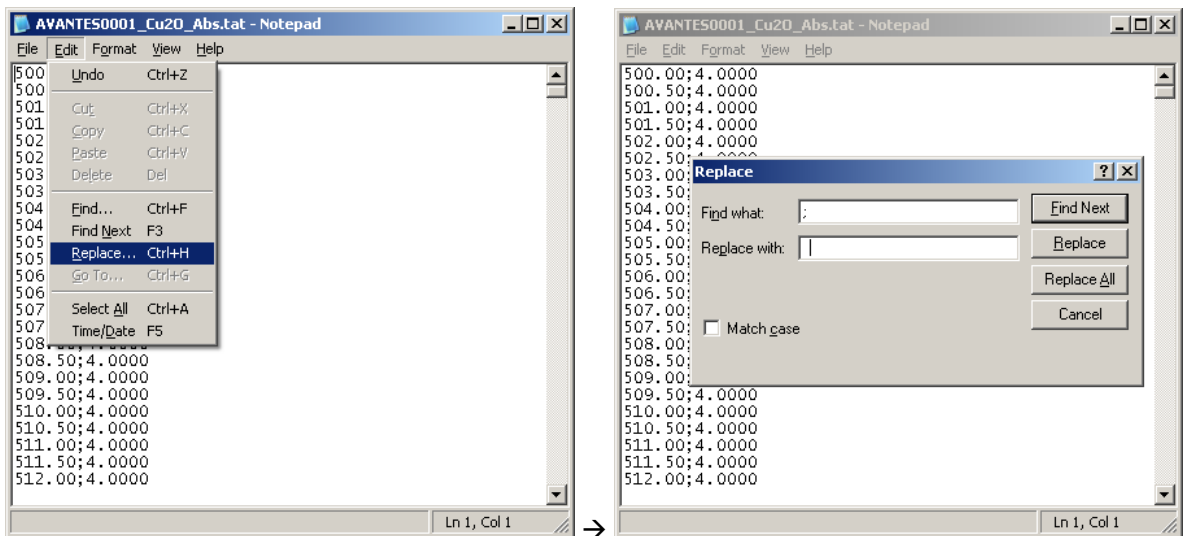 AVANTES0001_Cu2O_Abs.tat - Notepad
File Edit Format View Help
500
500
501
501
502
502
503
503
504
504
505
505
506
506
507
507
Undo Ctrl+Z
Cut Ctrl+X
Copy Ctrl+C
Paste Ctrl+V
Delete Del
Find... Ctrl+F
Find Next F3
Replace... Ctrl+H
Go To... Ctrl+G
Select All Ctrl+A
Time/Date F5
508.00;4.0000
508.50;4.0000
509.00;4.0000
509.50;4.0000
510.00;4.0000
510.50;4.0000
511.00;4.0000
511.50;4.0000
512.00;4.0000
Ln 1, Col 1
→
AVANTES0001_Cu2O_Abs.tat - Notepad
File Edit Format View Help
500.00;4.0000
500.50;4.0000
501.00;4.0000
501.50;4.0000
502.00;4.0000
502.50;4.0000
503.00;
503.50;
504.00;
504.50;
505.00;
505.50;
506.00;
506.50;
507.00;
507.50;
508.00;
508.50;
509.00;
Replace ? X
Find what: ;
Find Next
Replace with:
Replace
Replace All
Cancel
Match case
509.50;4.0000
510.00;4.0000
510.50;4.0000
511.00;4.0000
511.50;4.0000
512.00;4.0000
Ln 1, Col 1